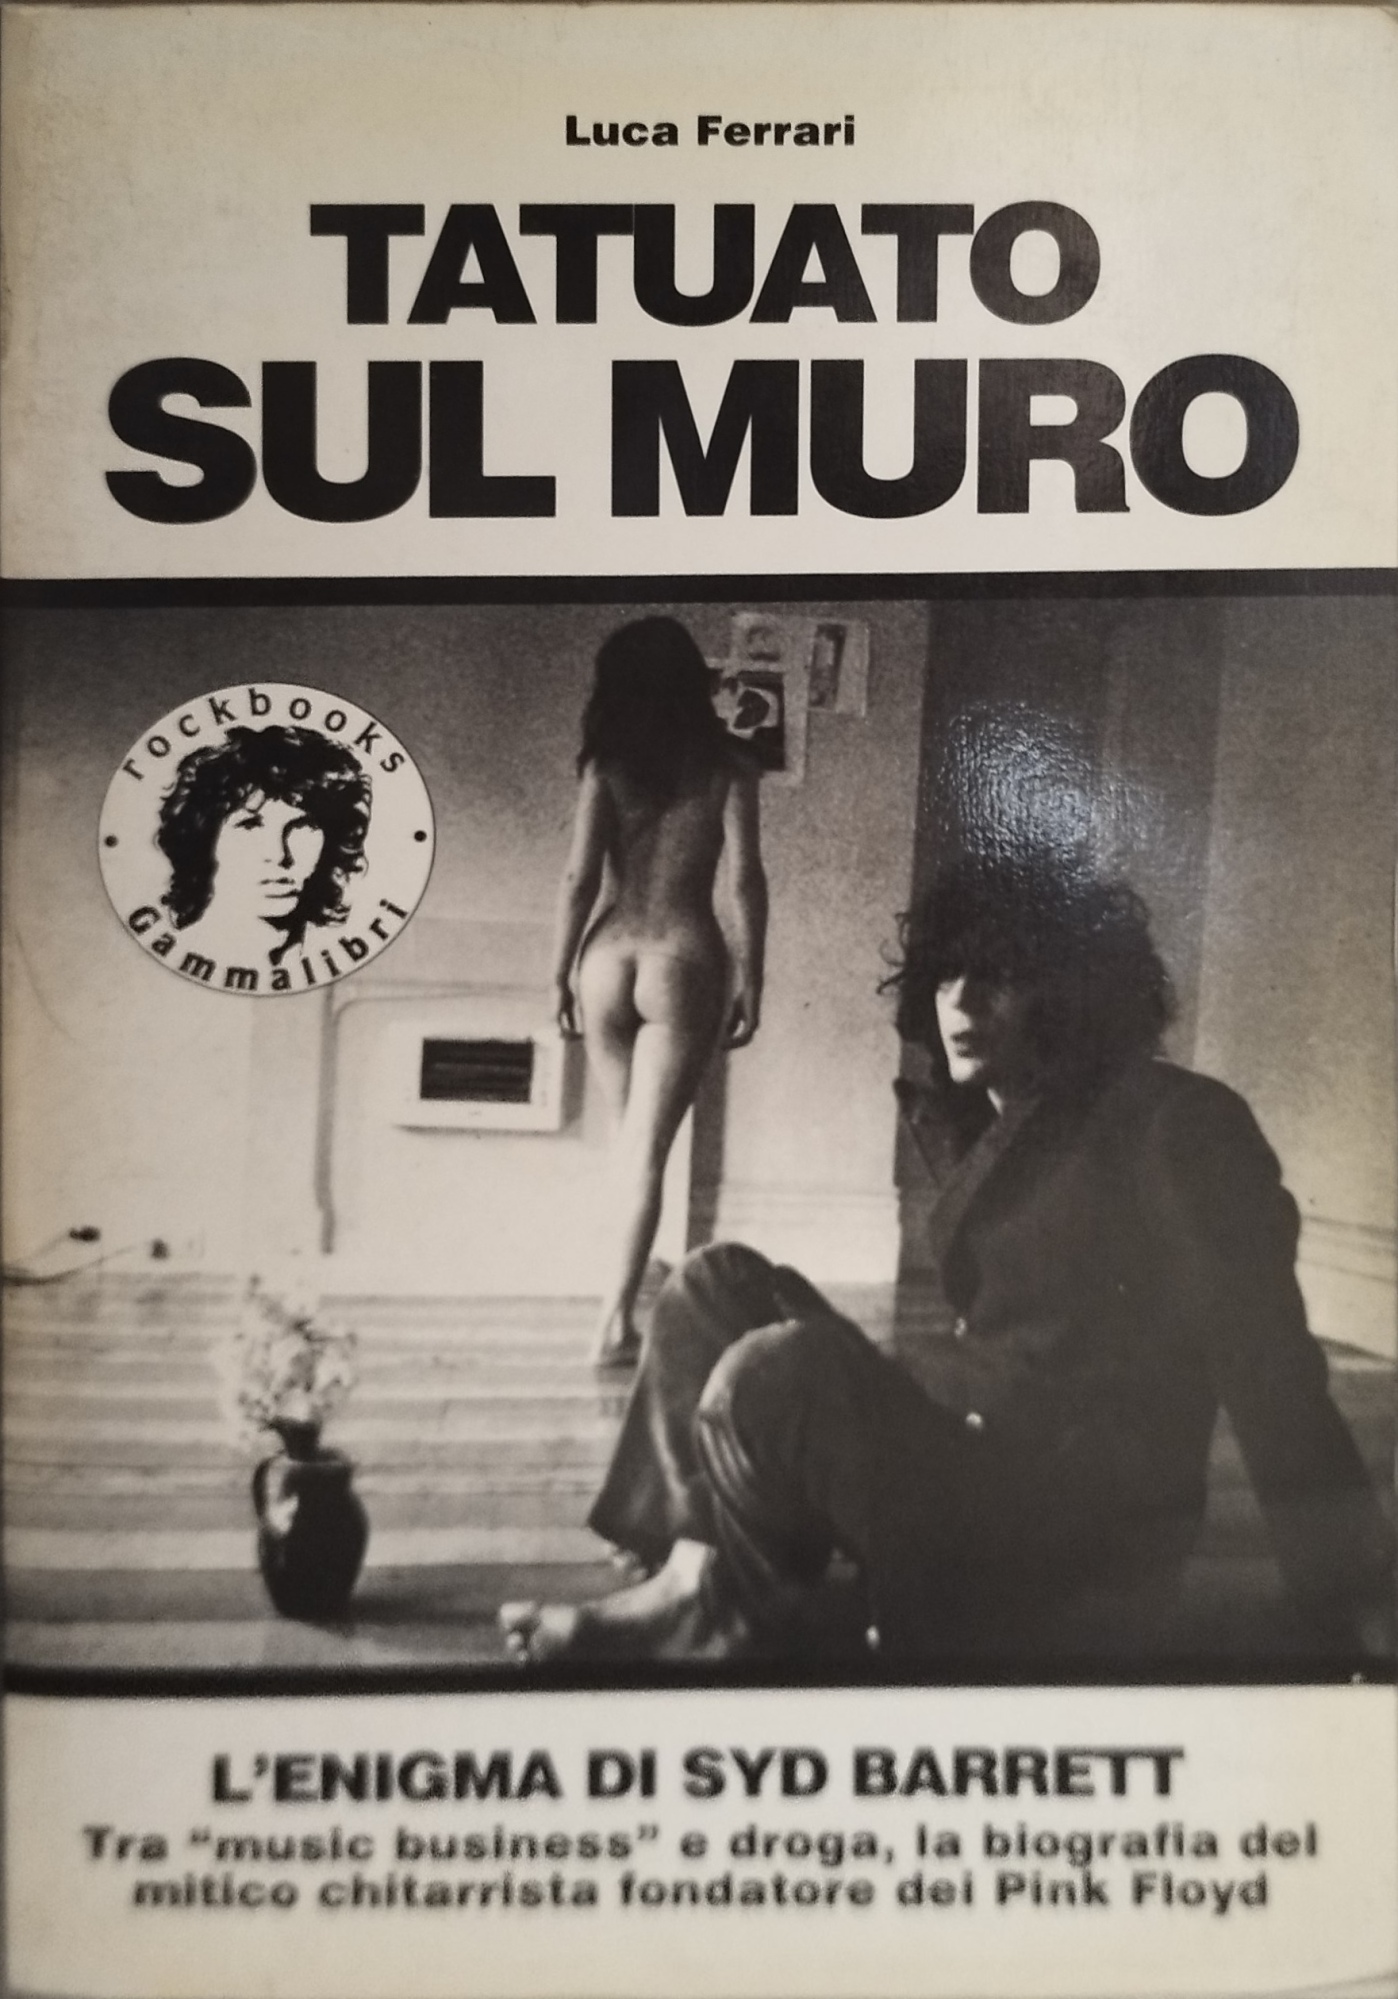 Luca Ferrari
TATUATO
SUL MURO
rockbooks
Gammalibri
L'ENIGMA DI SYD BARRETT
Tra "music business" e droga, la biografia del
mitico chitarrista fondatore dei Pink Floyd